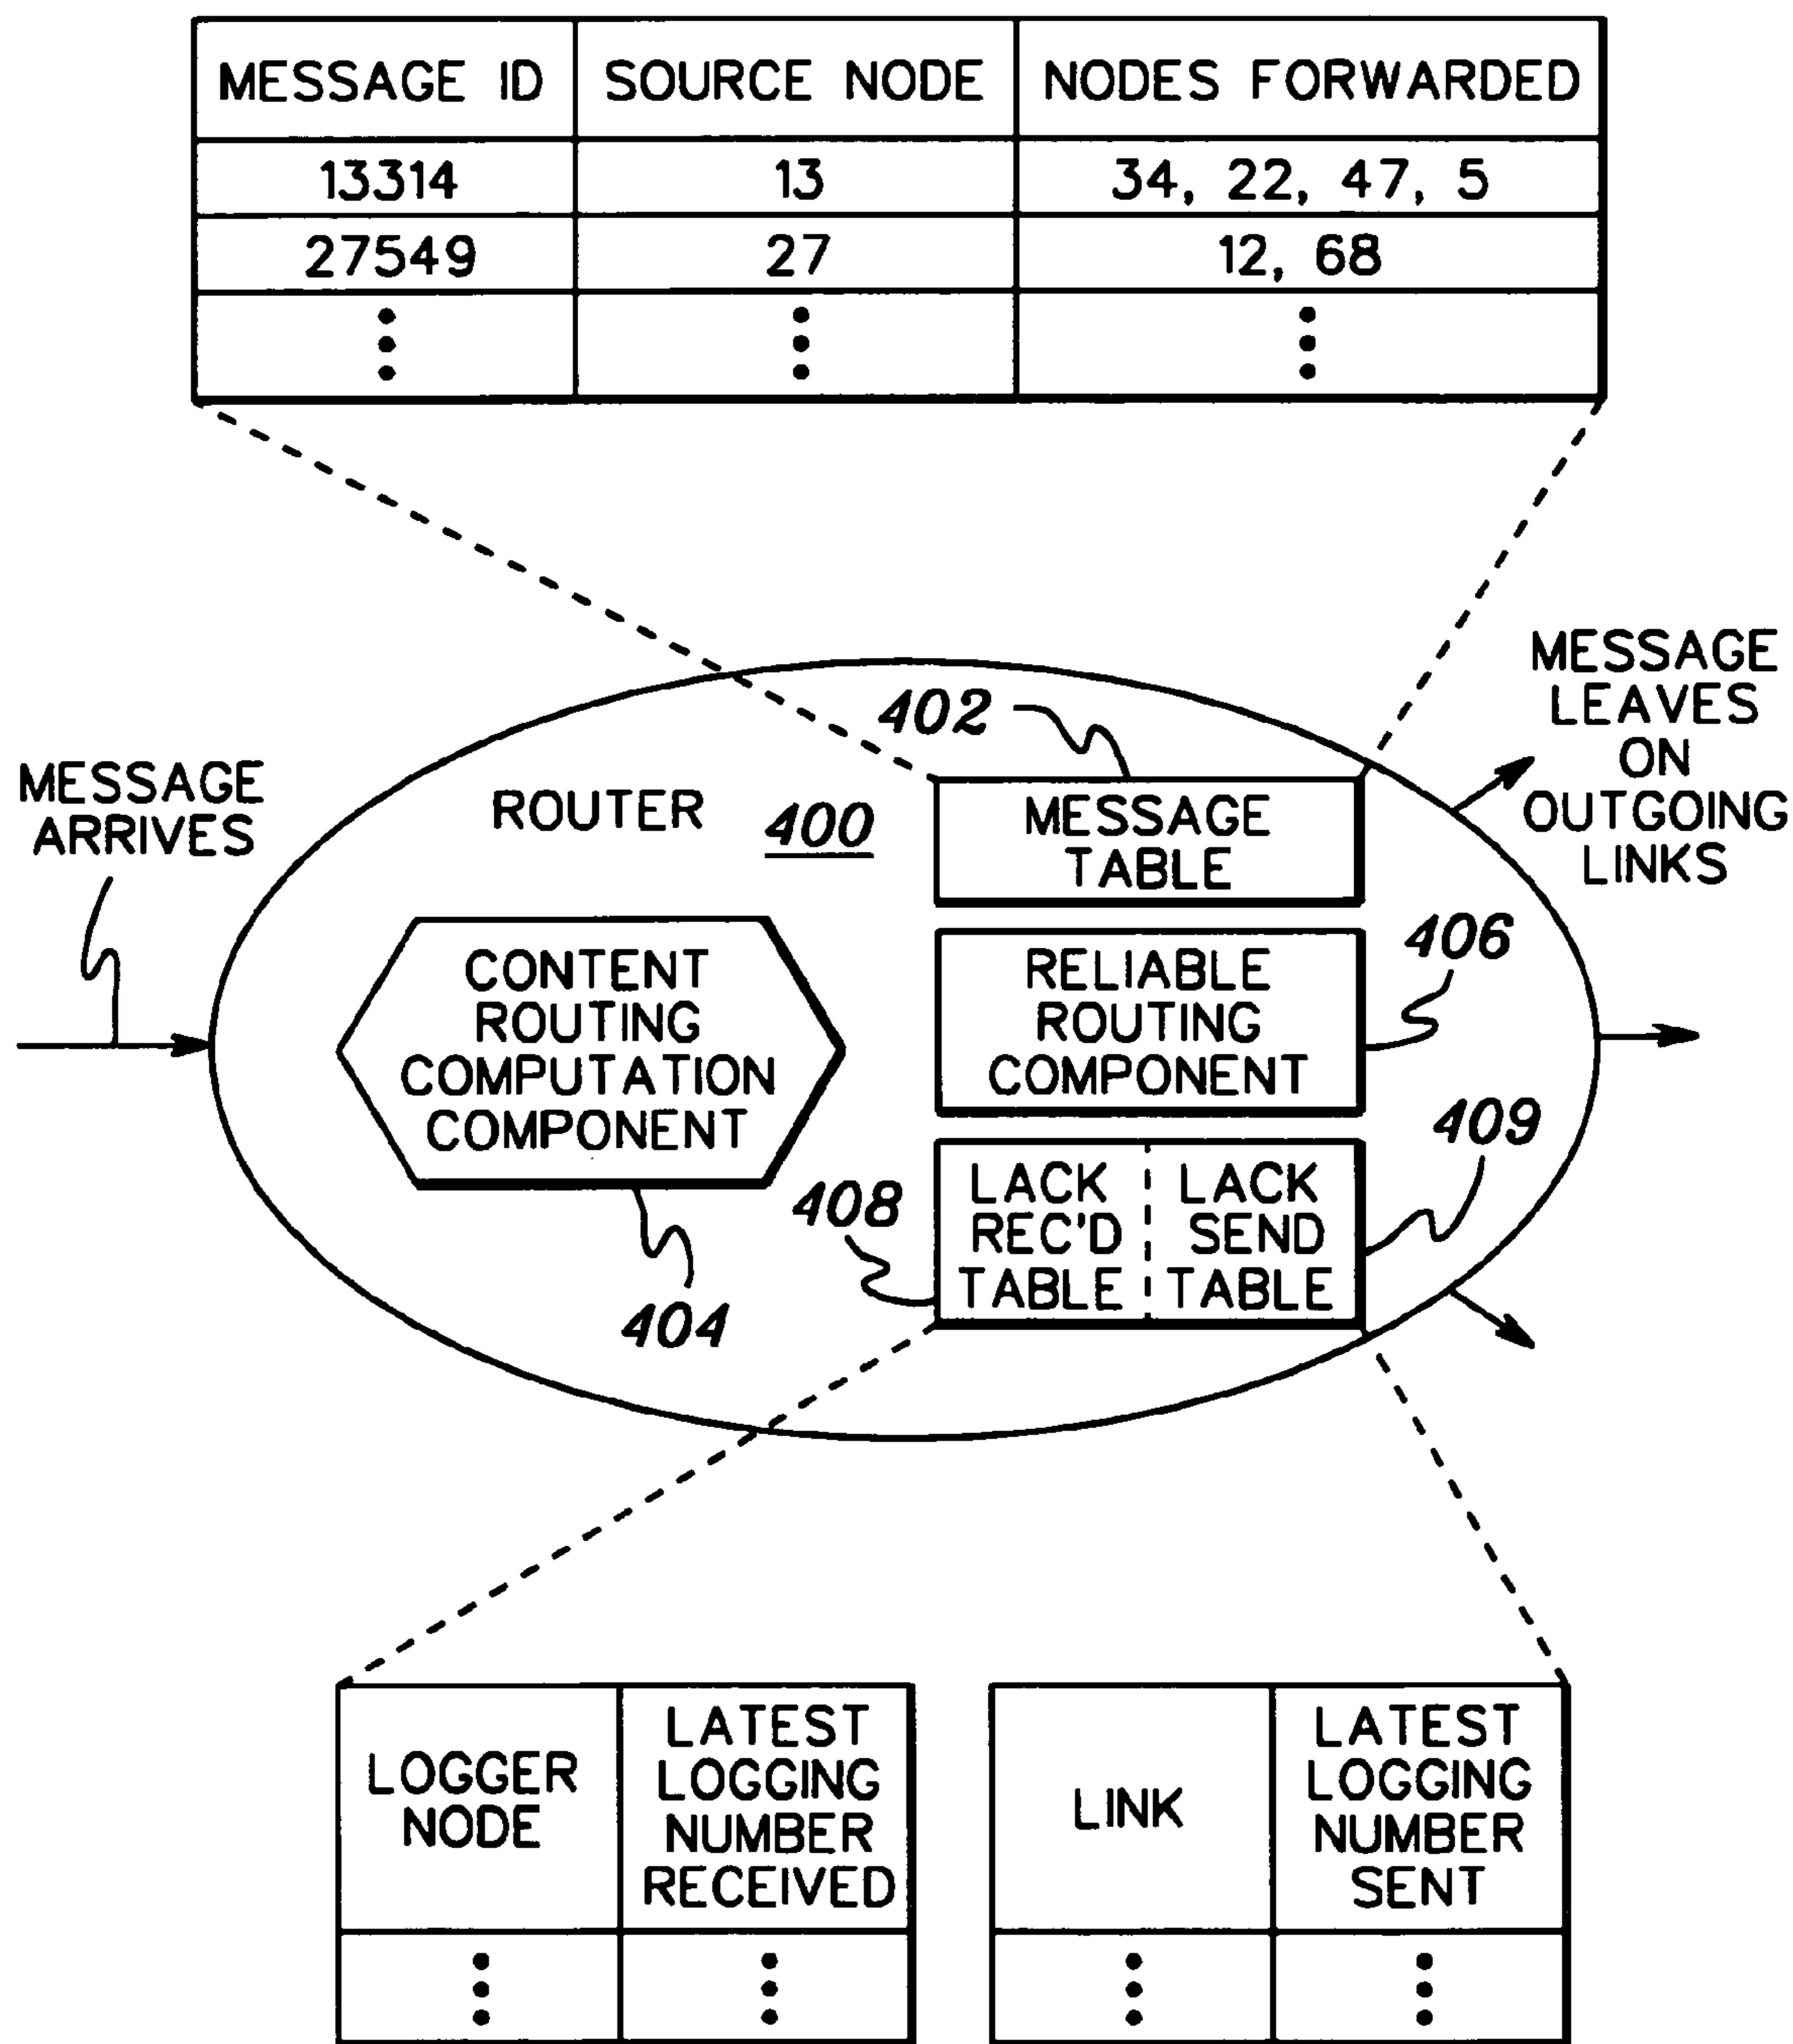 MESSAGE ID SOURCE NODE NODES FORWARDED
13314 13 34, 22, 47, 5
27549 27 12, 68
MESSAGE
LEAVES
ON
OUTGOING
LINKS
402
MESSAGE
ARRIVES
ROUTER
400
MESSAGE
TABLE
CONTENT
ROUTING
COMPUTATION
COMPONENT
404
RELIABLE
ROUTING
COMPONENT
406
408
LACK
REC'D
TABLE
LACK
SEND
TABLE
409
LOGGER
NODE
LATEST
LOGGING
NUMBER
RECEIVED
LINK
LATEST
LOGGING
NUMBER
SENT